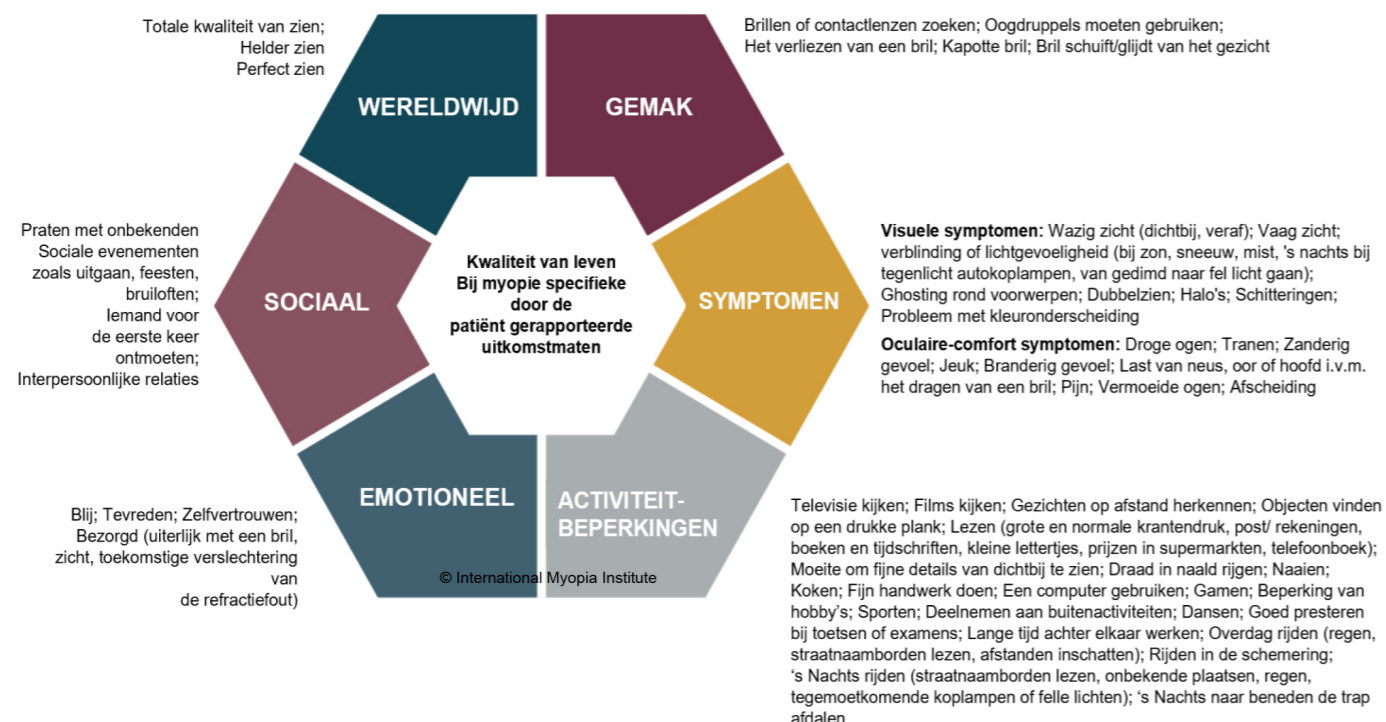 Totale kwaliteit van zien;
Helder zien
Perfect zien
WERELDWIJD
Brillen of contactlenzen zoeken; Oogdruppels moeten gebruiken;
Het verliezen van een bril; Kapotte bril; Bril schuift/glijdt van het gezicht
GEMAK
Praten met onbekenden
Sociale evenementen
zoals uitgaan, feesten,
bruiloften;
Iemand voor
de eerste keer
ontmoeten;
Interpersoonlijke relaties
SOCIAAL
Kwaliteit van leven
Bij myopie specifieke
door de
patiënt gerapporteerde
uitkomstmaten
SYMPTOMEN
Visuele symptomen: Wazig zicht (dichtbij, veraf); Vaag zicht;
verblinding of lichtgevoeligheid (bij zon, sneeuw, mist, 's nachts bij
tegenlicht autokoplampen, van gedimd naar fel licht gaan);
Ghosting rond voorwerpen; Dubbelzien; Halo's; Schitteringen;
Probleem met kleuronderscheiding
Oculaire-comfort symptomen: Droge ogen; Tranen; Zanderig
gevoel; Jeuk; Branderig gevoel; Last van neus, oor of hoofd i.v.m.
het dragen van een bril; Pijn; Vermoeide ogen; Afscheiding
Blij; Tevreden; Zelfvertrouwen;
Bezorgd (uiterlijk met een bril,
zicht, toekomstige verslechtering
van
de refractiefout)
EMOTIONEEL
ACTIVITEIT-
BEPERKINGEN
© International Myopia Institute
Televisie kijken; Films kijken; Gezichten op afstand herkennen; Objecten vinden
op een drukke plank; Lezen (grote en normale krantendruk, post/ rekeningen,
boeken en tijdschriften, kleine lettertjes, prijzen in supermarkten, telefoonboek);
Moeite om fijne details van dichtbij te zien; Draad in naald rijgen; Naaien;
Koken; Fijn handwerk doen; Een computer gebruiken; Gamen; Beperking van
hobby's; Sporten; Deelnemen aan buitenactiviteiten; Dansen; Goed presteren
bij toetsen of examens; Lange tijd achter elkaar werken; Overdag rijden (regen,
straatnaamborden lezen, afstanden inschatten); Rijden in de schemering;
‘s Nachts rijden (straatnaamborden lezen, onbekende plaatsen, regen,
tegemoetkomende koplampen of felle lichten); ‘s Nachts naar beneden de trap
afdalen